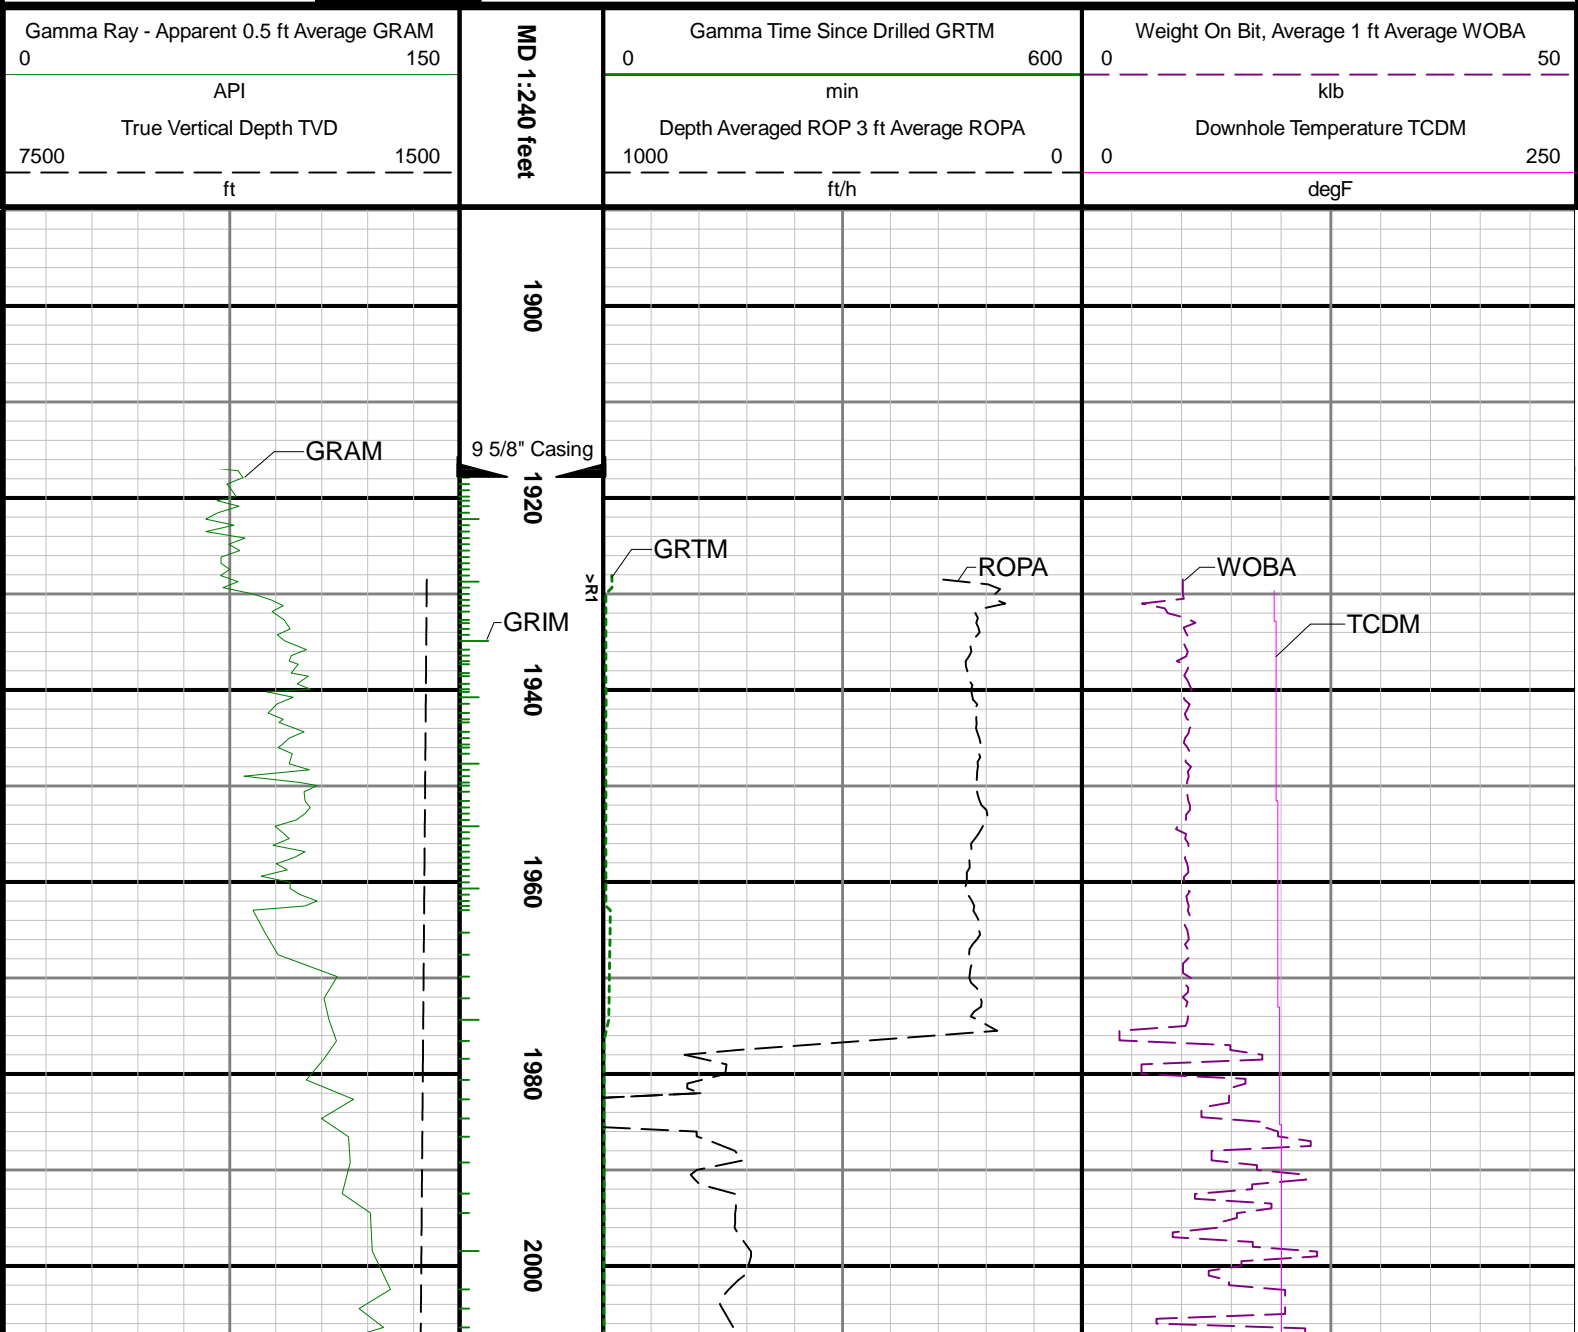 Gamma Ray - Apparent 0.5 ft Average GRAM
0 150
API
True Vertical Depth TVD
7500 1500
ft
MD 1:240 feet
Gamma Time Since Drilled GRTM
0 600
min
Depth Averaged ROP 3 ft Average ROPA
1000 0
ft/h
Weight On Bit, Average 1 ft Average WOBA
0 50
klb
Downhole Temperature TCDM
0 250
degF
1900
GRAM
9 5/8" Casing
1920
GRTM
>R1
ROPA
WOBA
GRIM
TCDM
1940
1960
1980
2000